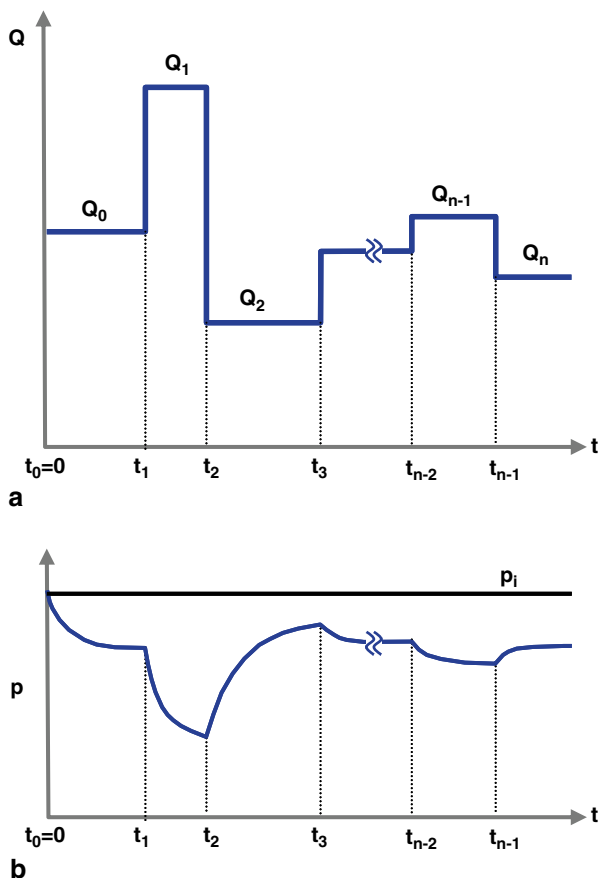 Q
Q₁
Q₀
Qₙ₋₁
Qₙ
Q₂
t
t₀=0 t₁ t₂ t₃ tₙ₋₂ tₙ₋₁
a
pᵢ
p
t
t₀=0 t₁ t₂ t₃ tₙ₋₂ tₙ₋₁
b